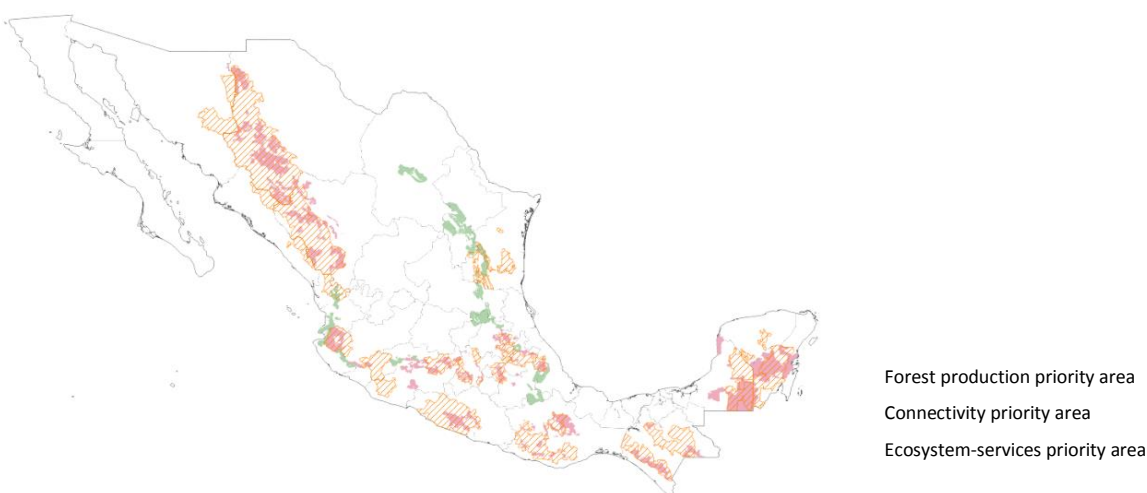 Forest production priority area
Connectivity priority area
Ecosystem-services priority area